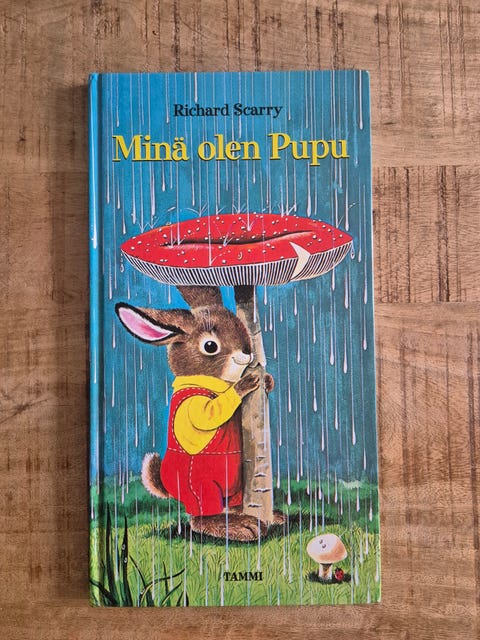 Richard Scarry
Minä olen Pupu
TAMMI